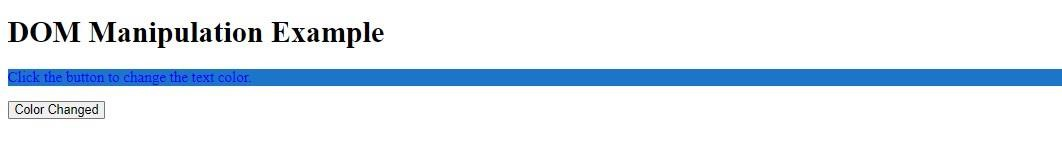 DOM Manipulation Example
Click the button to change the text color.
Color Changed